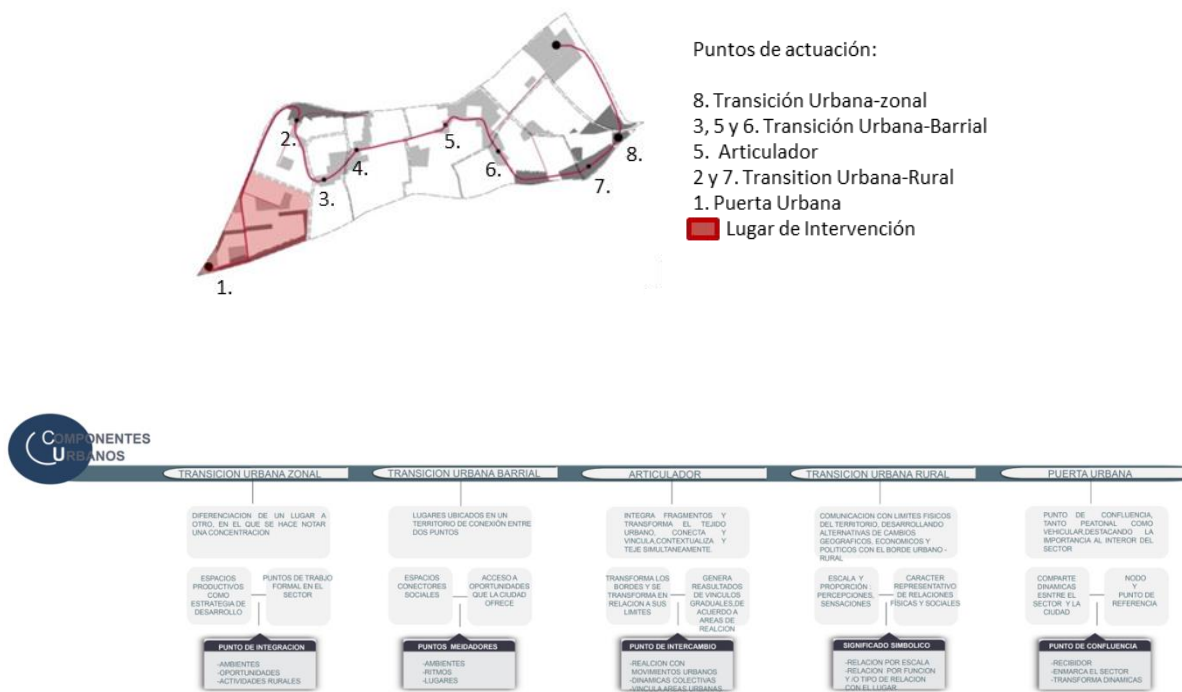 Puntos de actuación:
8. Transición Urbana-zonal
3, 5 y 6. Transición Urbana-Barrial
5. Articulador
2 y 7. Transition Urbana-Rural
1. Puerta Urbana
Lugar de Intervención
2.
3.
4.
5.
6.
7.
8.
1.
COMPONENTES
URBANOS
TRANSICION URBANA ZONAL
DIFERENCIACION DE UN LUGAR A
OTRO, EN EL QUE SE HACE NOTAR
UNA CONCENTRACION
ESPACIOS
PRODUCTIVOS
COMO
ESTRATEGIA DE
DESARROLLO
PUNTOS DE TRABJO
FORMAL EN EL
SECTOR
PUNTO DE INTEGRACION
-AMBIENTES
-OPORTUNIDADES
-ACTIVIDADES RURALES
TRANSICION URBANA BARRIAL
LUGARES UBICADOS EN UN
TERRITORIO DE CONEXIÓN ENTRE
DOS PUNTOS
ESPACIOS
CONECTORES
SOCIALES
ACCESO A
OPORTUNIDADES
QUE LA CIUDAD
OFRECE
PUNTOS MEIDADORES
-AMBIENTES
-RITMOS
-LUGARES
ARTICULADOR
INTEGRA FRAGMENTOS Y
TRANSFORMA EL TEJIDO
URBANO, CONECTA Y
VINCULA,CONTEXTUALIZA Y
TEJE SIMULTANEAMENTE.
TRANSFORMA LOS
BORDES Y SE
TRANSFORMA EN
RELACION A SUS
LIMITES
GENERA
REASULTADOS
DE VINCULOS
GRADUALES,DE
ACUERDO A
AREAS DE
REALCION
PUNTO DE INTERCAMBIO
-REALCION CON
MOVIMIENTOS URBANOS
-DINAMICAS COLECTIVAS
-VINCULA AREAS URBANAS
TRANSICION URBANA RURAL
COMUNICACION CON LIMITES FISICOS
DEL TERRITORIO, DESARROLLANDO
ALTERNATIVAS DE CAMBIOS
GEOGRAFICOS, ECONOMICOS Y
POLITICOS CON EL BORDE URBANO -
RURAL
ESCALA Y
PROPORCIÓN :
PERCEPCIONES,
SENSACIONES
CARACTER
REPRESENTATIVO
DE RELACIONES
FÍSICAS Y SOCIALES
SIGNIFICADO SIMBOLICO
-RELACION POR ESCALA
-RELACION POR FUNCION
Y /O TIPO DE RELACION
CON EL LUGAR
PUERTA URBANA
PUNTO DE CONFLUENCIA,
TANTO PEATONAL COMO
VEHICULAR,DESTACANDO LA
IMPORTANCIA AL INTEROR DEL
SECTOR
COMPARTE
DINAMICAS
ESNTRE EL
SECTOR Y LA
CIUDAD
NODO
Y
PUNTO DE
REFERENCIA
PUNTO DE CONFLUENCIA
-RECIBIDOR
-ENMARCA EL SECTOR
-TRANSFORMA DINAMICAS